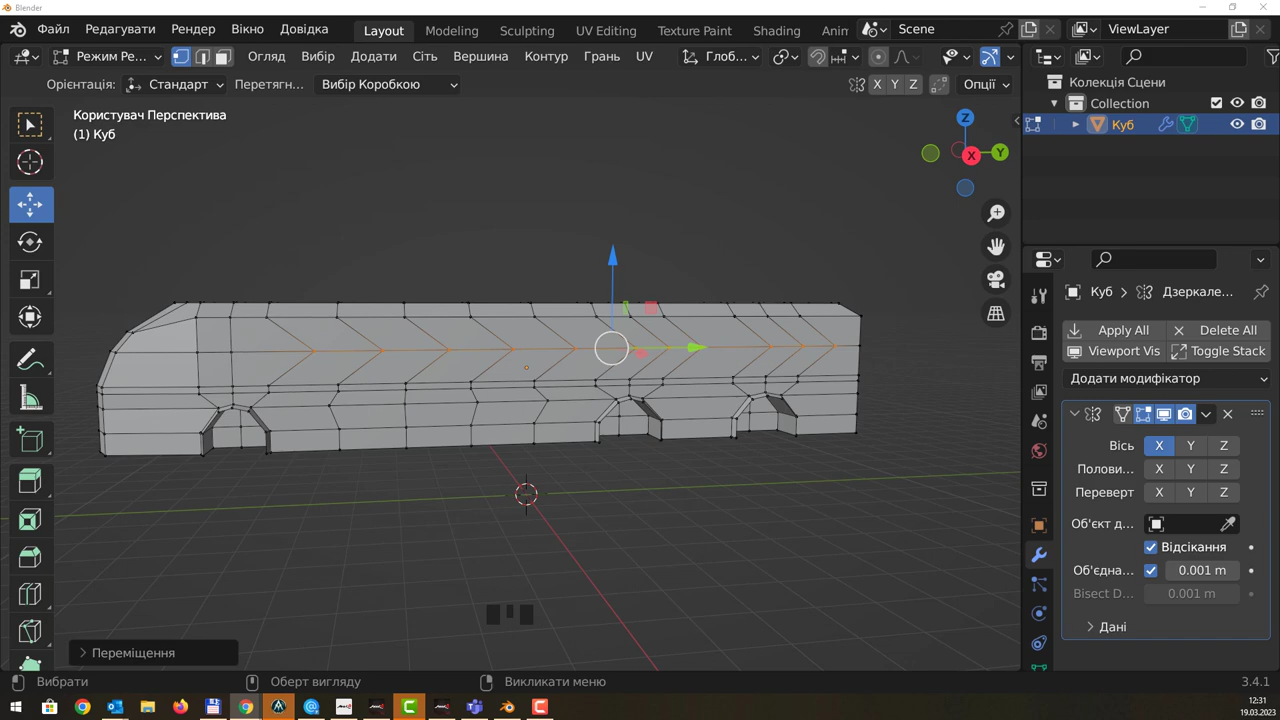 Blender
Файл Редагувати Рендер Вікно Довідка Layout Modeling Sculpting UV Editing Texture Paint Shading Anim Scene ViewLayer
Режим Ре... Огляд Вибір Додати Сіть Вершина Контур Грань UV Глоб...
Орієнтація: Стандарт Перетягн... Вибір Коробкою X Y Z Опції
Користувач Перспектива
(1) Куб
Z
Y
X
Колекція Сцени
Collection
Куб
Куб Дзеркале...
Apply All Delete All
Viewport Vis Toggle Stack
Додати модифікатор
Вісь X Y Z
Полови... X Y Z
Переверт X Y Z
Об'єкт д...
Відсікання
Об'єдна... 0.001 m
Bisect D... 0.001 m
Дані
Переміщення
Вибрати Оберт вигляду Викликати меню 3.4.1
12:31
19.03.2023